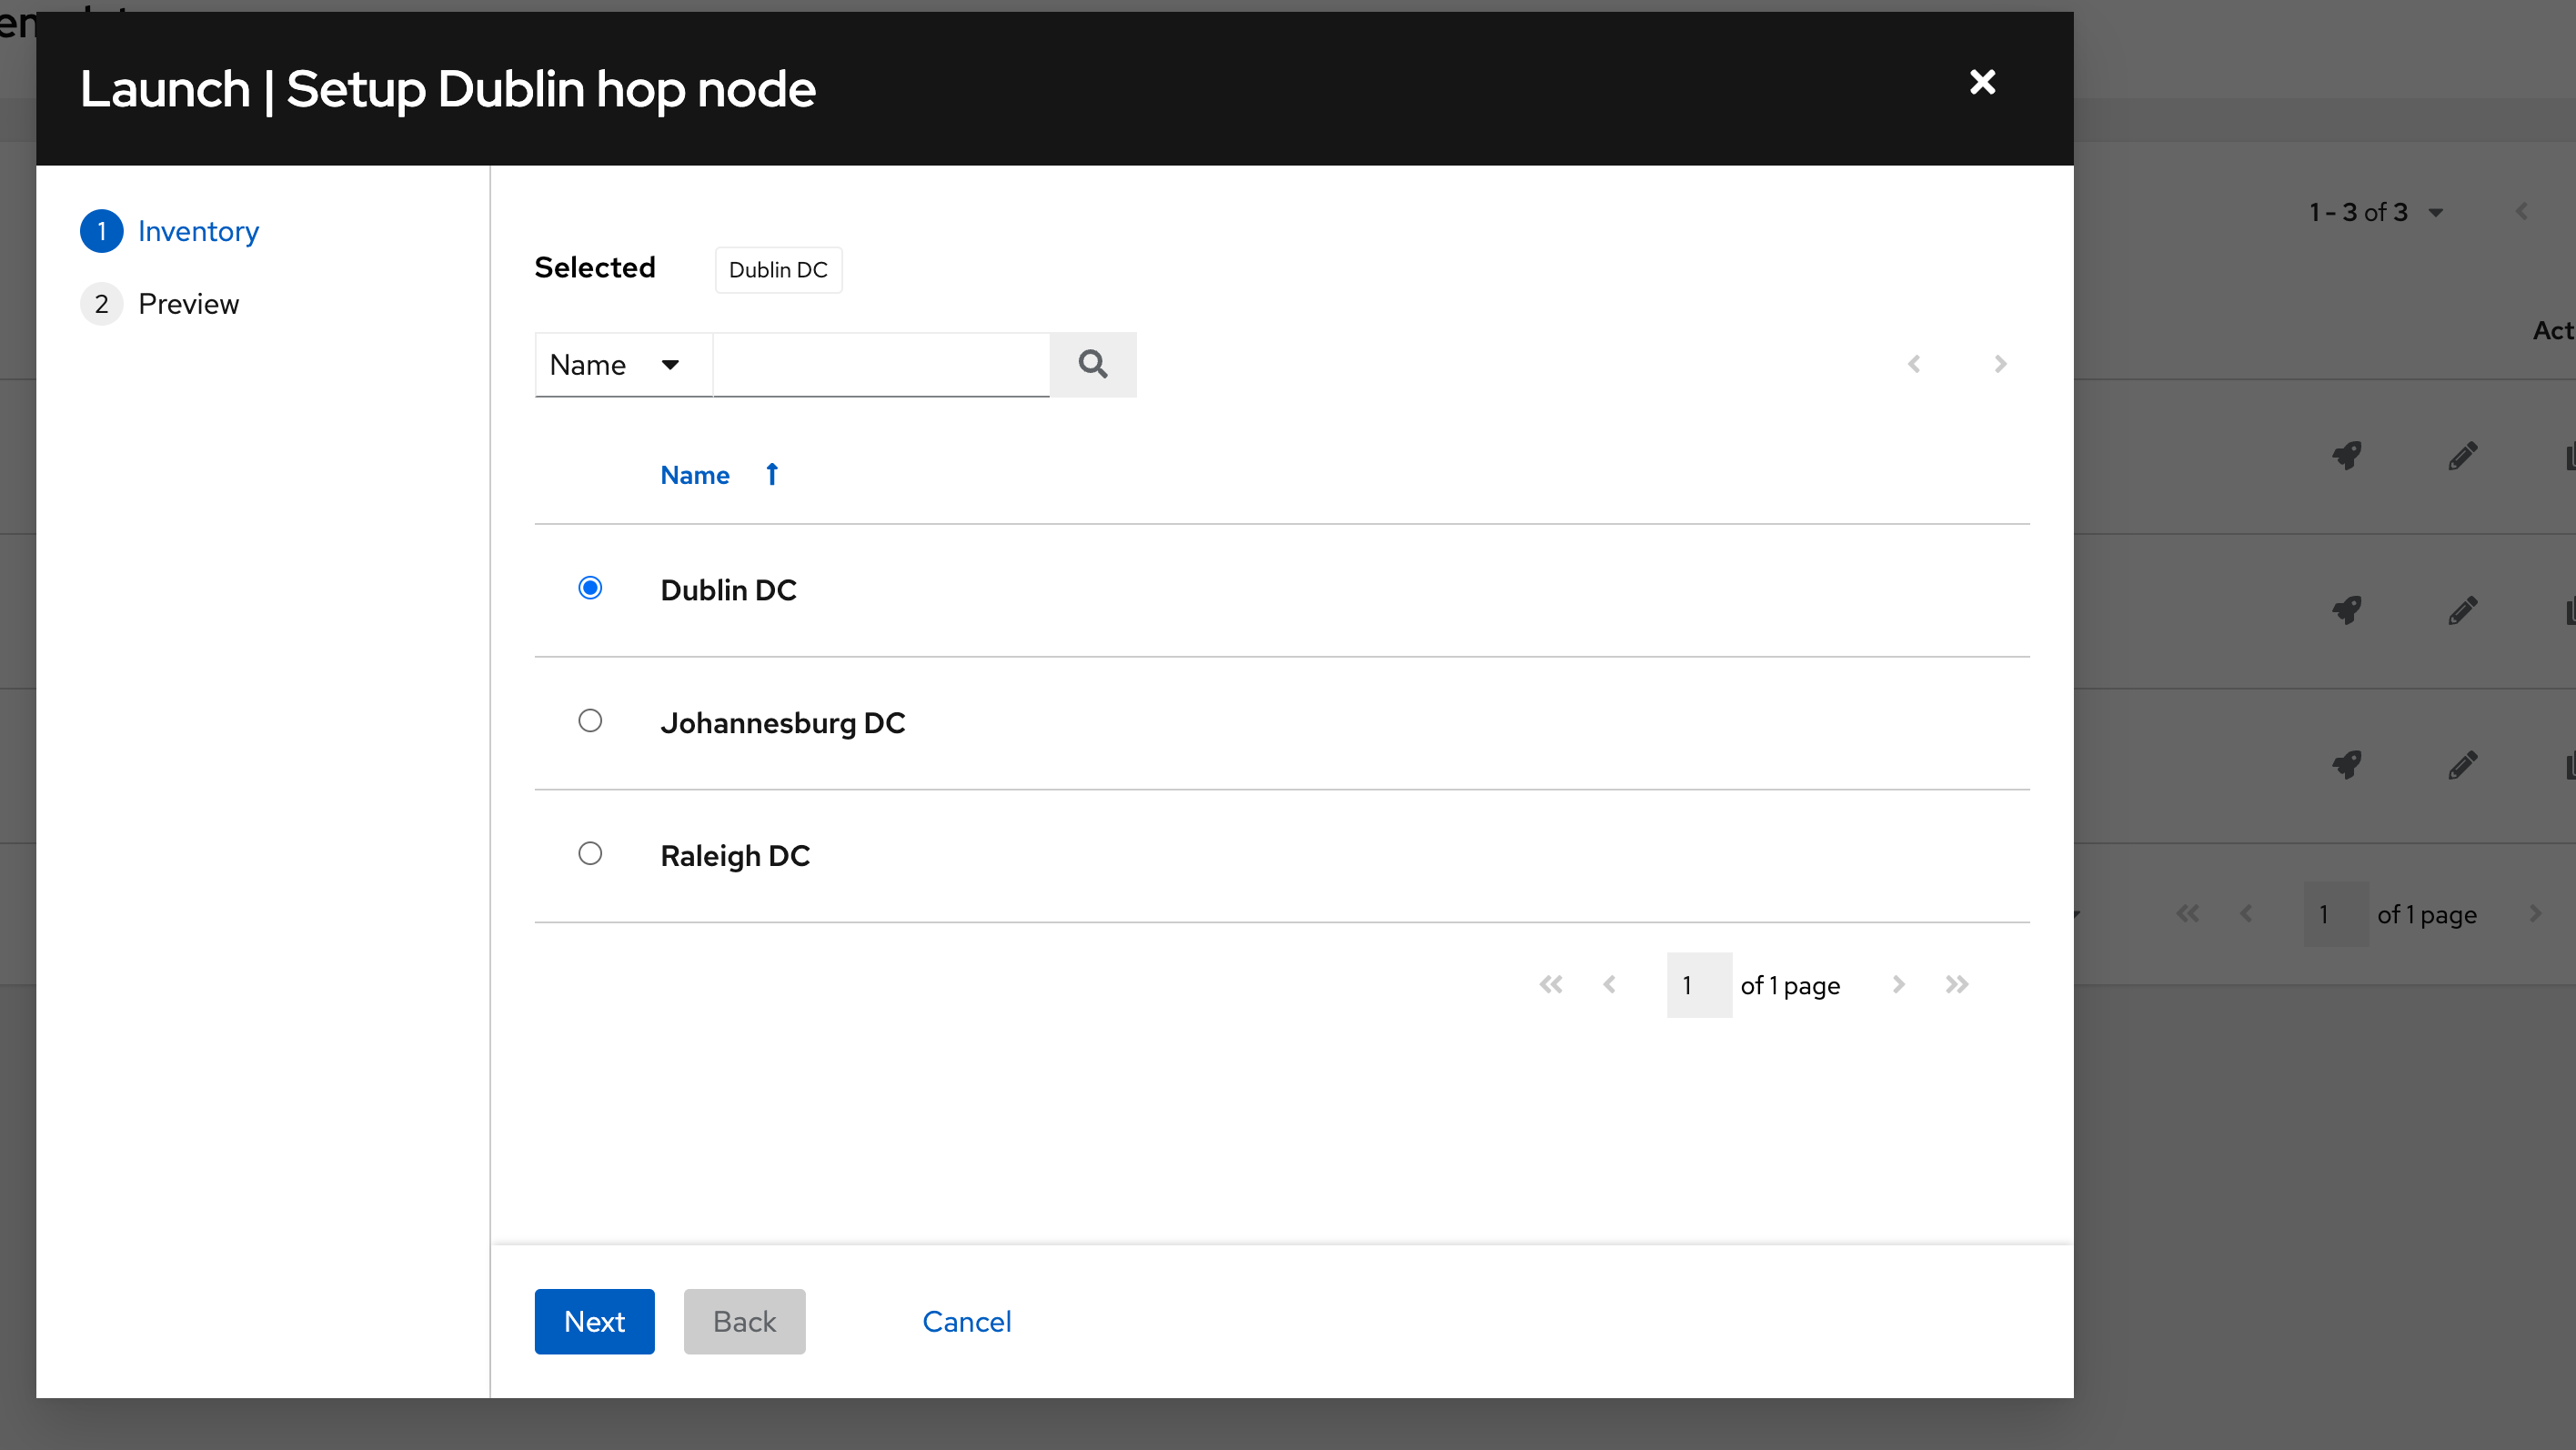 Launch | Setup Dublin hop node
1 Inventory
2 Preview
Selected Dublin DC
Name
Name
Dublin DC
Johannesburg DC
Raleigh DC
1 of 1 page
Next Back Cancel
1 - 3 of 3
1 of 1 page